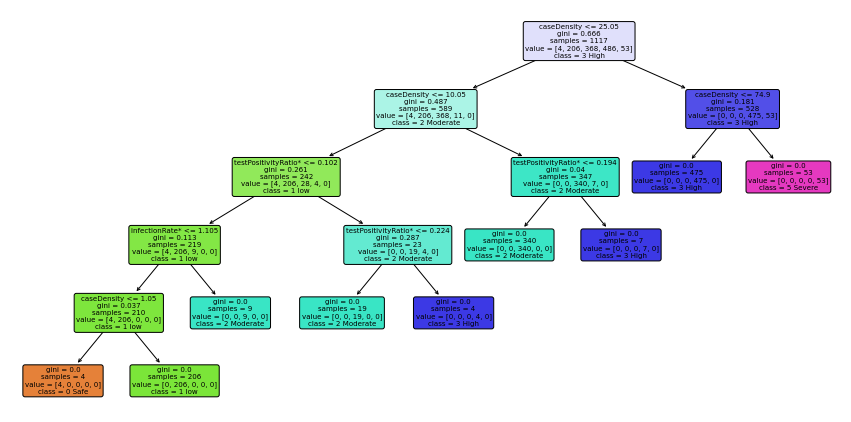 caseDensity <= 25.05
gini = 0.666
samples = 1117
value = [4, 206, 368, 486, 53]
class = 3 High
caseDensity <= 10.05
gini = 0.487
samples = 589
value = [4, 206, 368, 11, 0]
class = 2 Moderate
caseDensity <= 74.9
gini = 0.181
samples = 528
value = [0, 0, 0, 475, 53]
class = 3 High
testPositivityRatio* <= 0.102
gini = 0.261
samples = 242
value = [4, 206, 28, 4, 0]
class = 1 low
testPositivityRatio* <= 0.194
gini = 0.04
samples = 347
value = [0, 0, 340, 7, 0]
class = 2 Moderate
gini = 0.0
samples = 475
value = [0, 0, 0, 475, 0]
class = 3 High
gini = 0.0
samples = 53
value = [0, 0, 0, 0, 53]
class = 5 Severe
infectionRate* <= 1.105
gini = 0.113
samples = 219
value = [4, 206, 9, 0, 0]
class = 1 low
testPositivityRatio* <= 0.224
gini = 0.287
samples = 23
value = [0, 0, 19, 4, 0]
class = 2 Moderate
gini = 0.0
samples = 340
value = [0, 0, 340, 0, 0]
class = 2 Moderate
gini = 0.0
samples = 7
value = [0, 0, 0, 7, 0]
class = 3 High
caseDensity <= 1.05
gini = 0.037
samples = 210
value = [4, 206, 0, 0, 0]
class = 1 low
gini = 0.0
samples = 9
value = [0, 0, 9, 0, 0]
class = 2 Moderate
gini = 0.0
samples = 19
value = [0, 0, 19, 0, 0]
class = 2 Moderate
gini = 0.0
samples = 4
value = [0, 0, 0, 4, 0]
class = 3 High
gini = 0.0
samples = 4
value = [4, 0, 0, 0, 0]
class = 0 Safe
gini = 0.0
samples = 206
value = [0, 206, 0, 0, 0]
class = 1 low